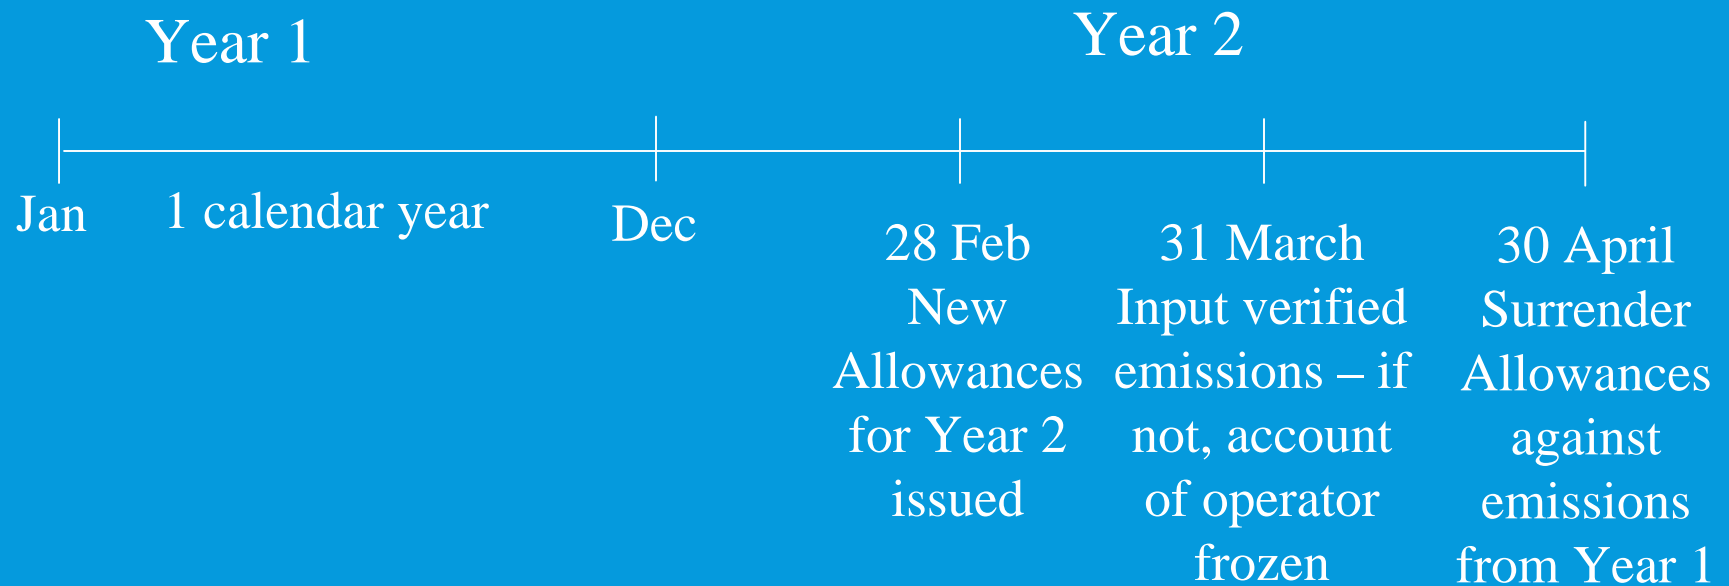 Year 1
Year 2
Jan
1 calendar year
Dec
28 Feb
New
Allowances
for Year 2
issued
31 March
Input verified
emissions – if
not, account
of operator
frozen
30 April
Surrender
Allowances
against
emissions
from Year 1